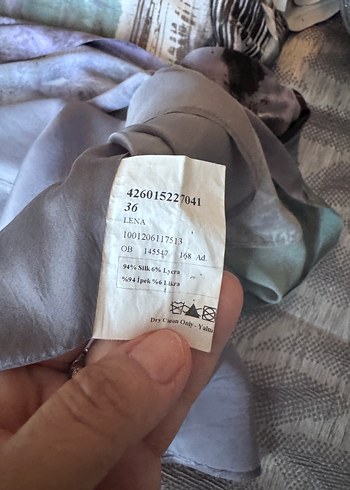 426015227041
36
LENA
1001206117513
OB 145547 168 Ad.
94% Silk 6% Lycra
%94 İpek %6 Likra
Dry Clean Only - Yalnız